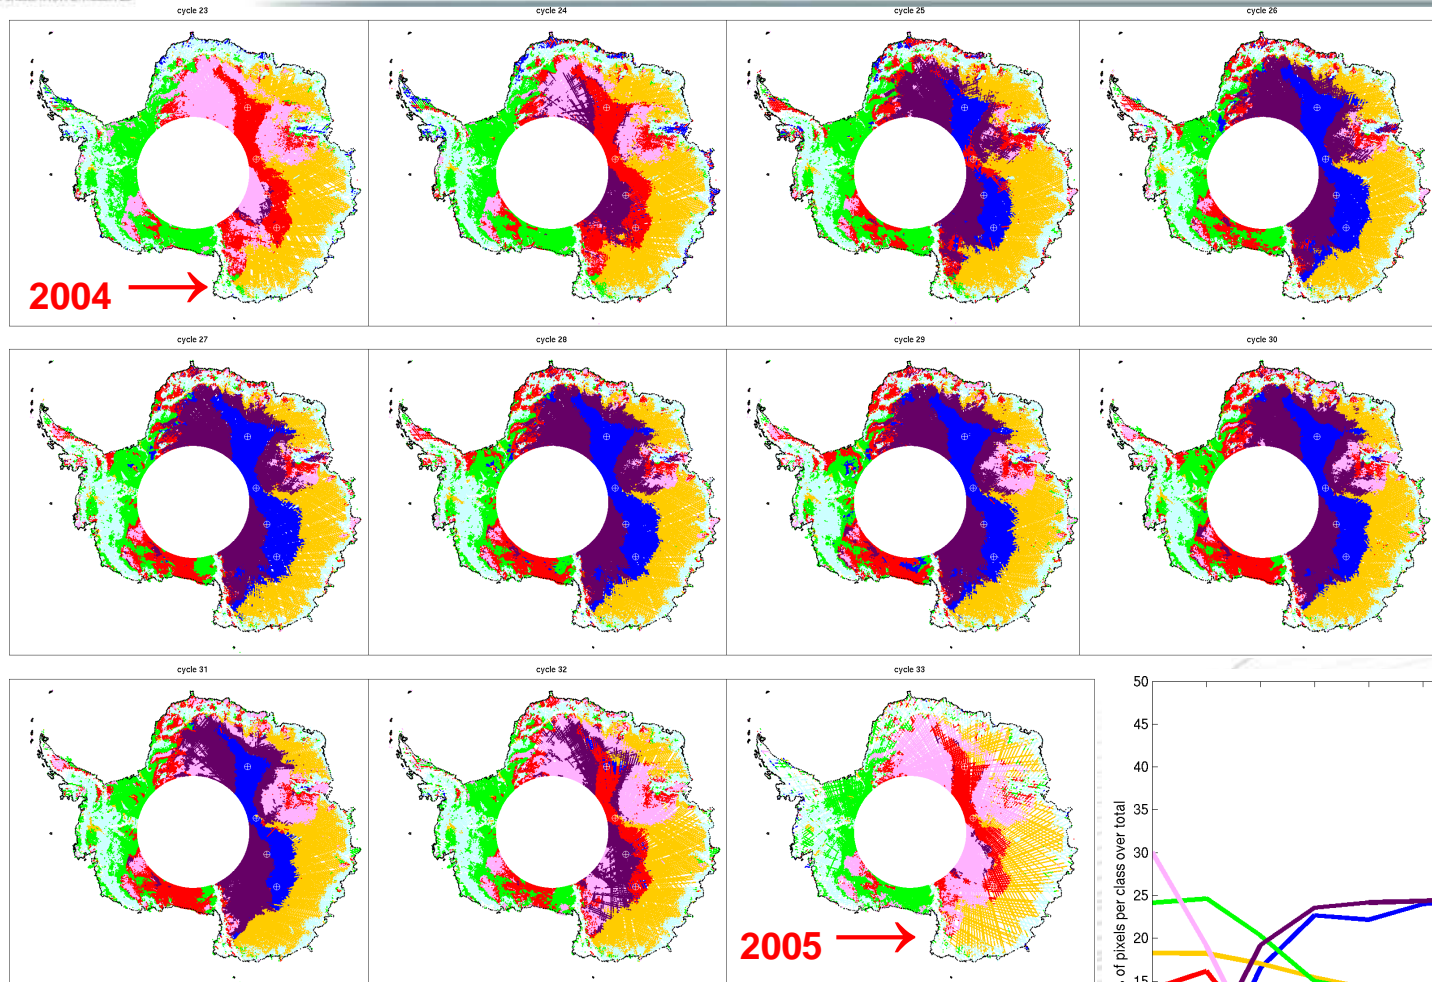 cycle 23
cycle 24
cycle 25
cycle 26
2004
cycle 27
cycle 28
cycle 29
cycle 30
cycle 31
cycle 32
cycle 33
2005
50
45
40
35
30
25
20
15
of pixels per class over total